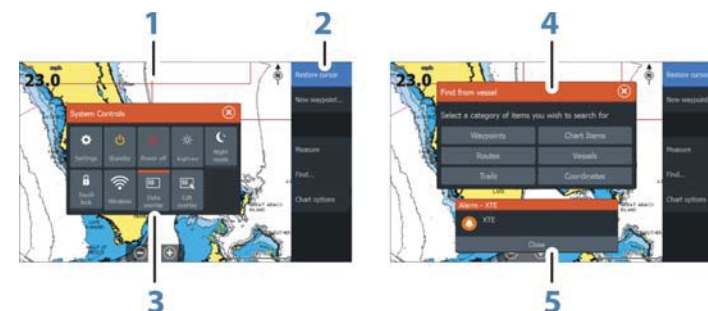 1
2
4
mph
23.0
Restore cursor
New waypoint...
System Controls
Settings
Standby
Power off
Brightness
Night mode
Touch lock
Wireless
Data overlay
Edit overlay
Measure
Find...
Chart options
3
23.0
Find from vessel
Select a category of items you wish to search for
Waypoints
Chart Items
Routes
Vessels
Trails
Coordinates
Alarm - XTE
XTE
Close
Restore cursor
New waypoint...
Measure
Find...
Chart options
5